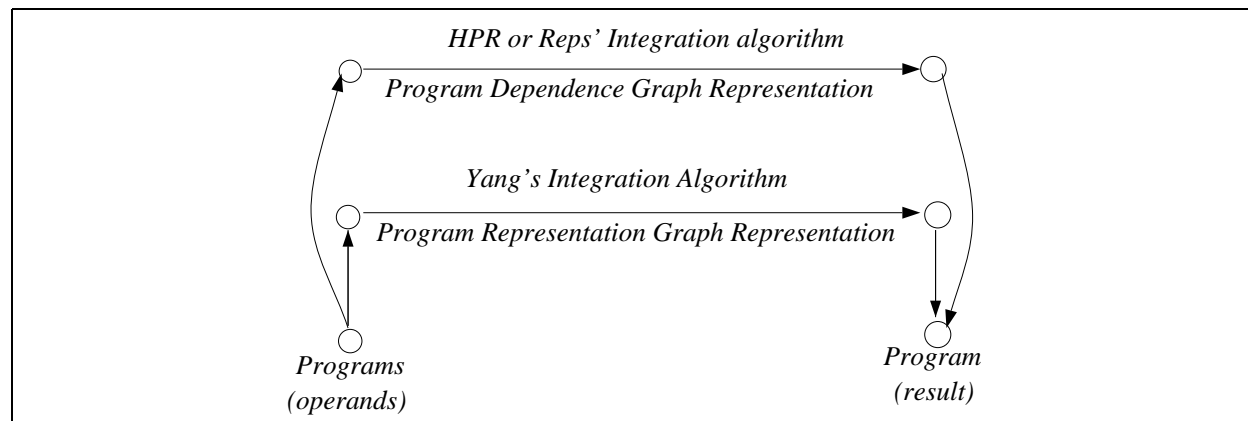 HPR or Reps’ Integration algorithm
Program Dependence Graph Representation
Yang’s Integration Algorithm
Program Representation Graph Representation
Programs
(operands)
Program
(result)